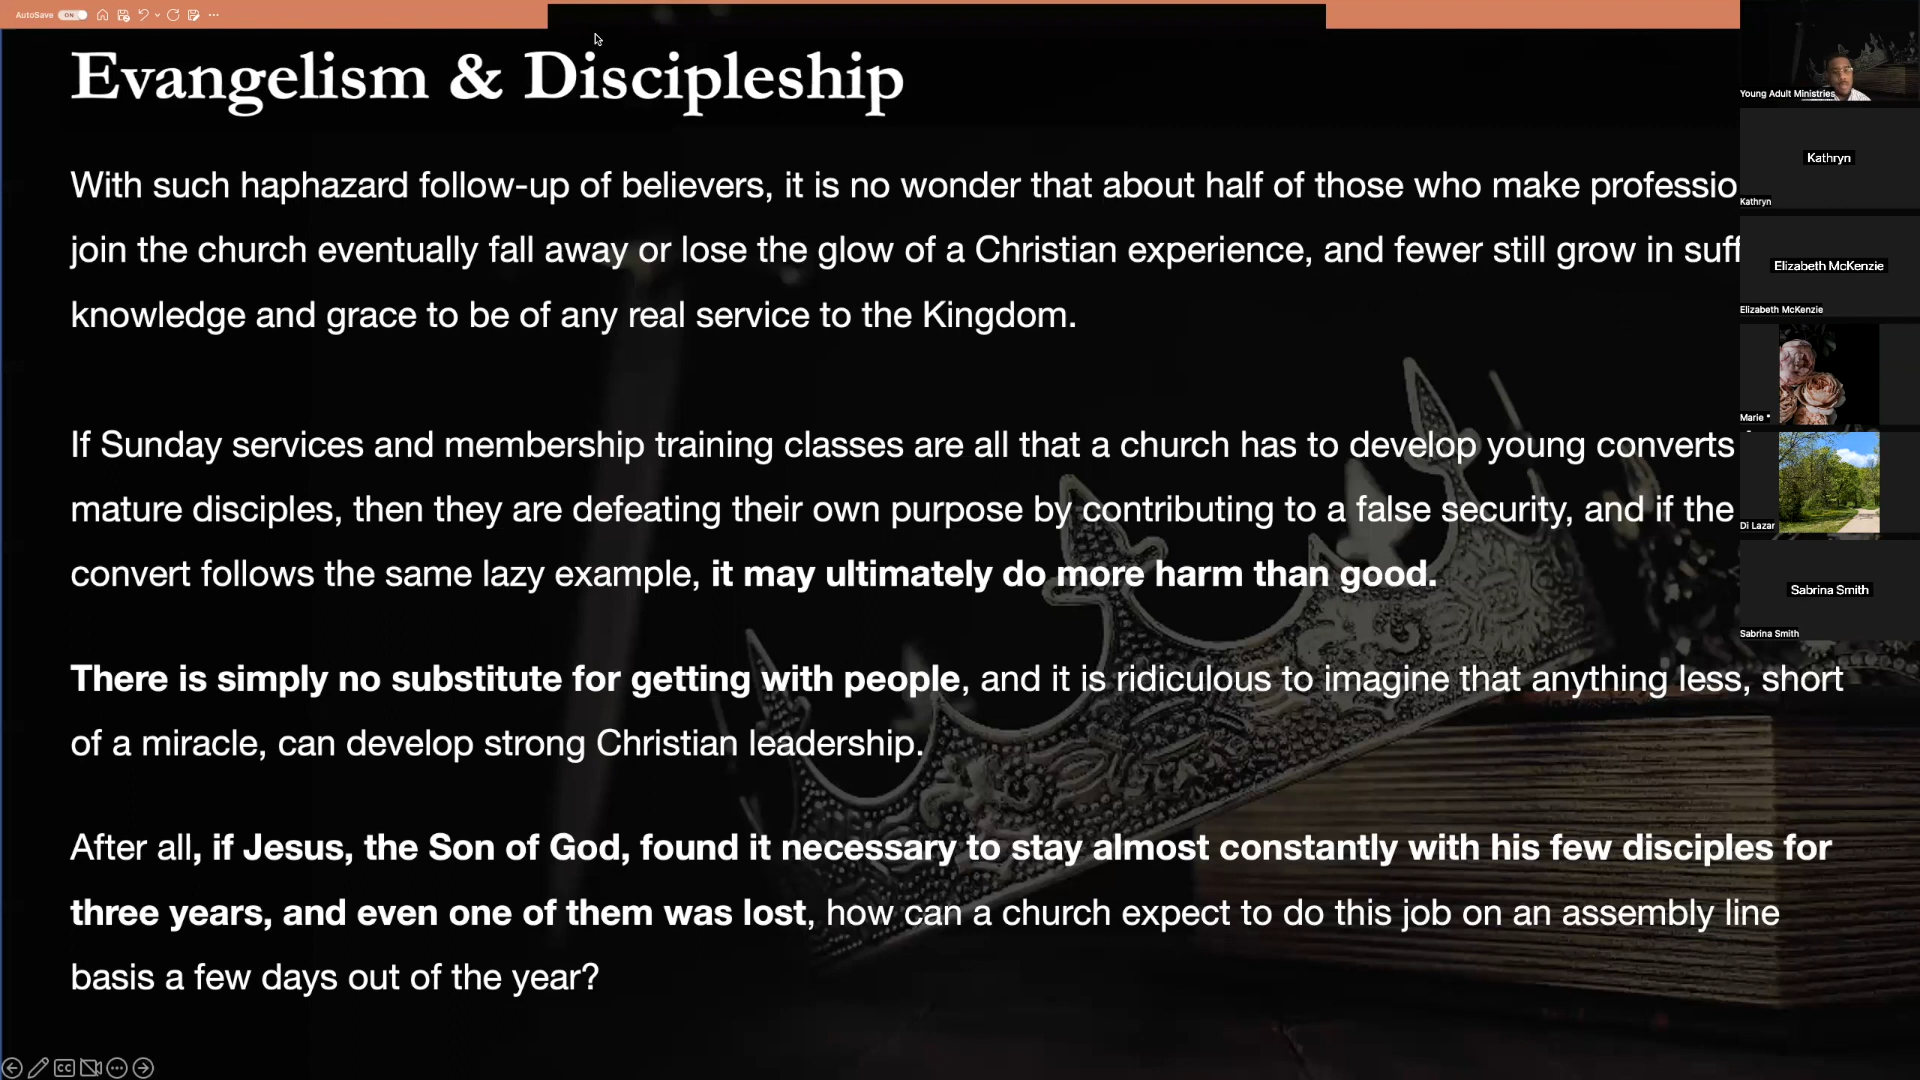 AutoSave ON
Evangelism & Discipleship
With such haphazard follow-up of believers, it is no wonder that about half of those who make professio
join the church eventually fall away or lose the glow of a Christian experience, and fewer still grow in suff
knowledge and grace to be of any real service to the Kingdom.
If Sunday services and membership training classes are all that a church has to develop young converts
mature disciples, then they are defeating their own purpose by contributing to a false security, and if the
convert follows the same lazy example, it may ultimately do more harm than good.
There is simply no substitute for getting with people, and it is ridiculous to imagine that anything less, short
of a miracle, can develop strong Christian leadership.
After all, if Jesus, the Son of God, found it necessary to stay almost constantly with his few disciples for
three years, and even one of them was lost, how can a church expect to do this job on an assembly line
basis a few days out of the year?
Young Adult Ministries
Kathryn
Kathryn
Elizabeth McKenzie
Elizabeth McKenzie
Marie *
Di Lazar
Sabrina Smith
Sabrina Smith
CC